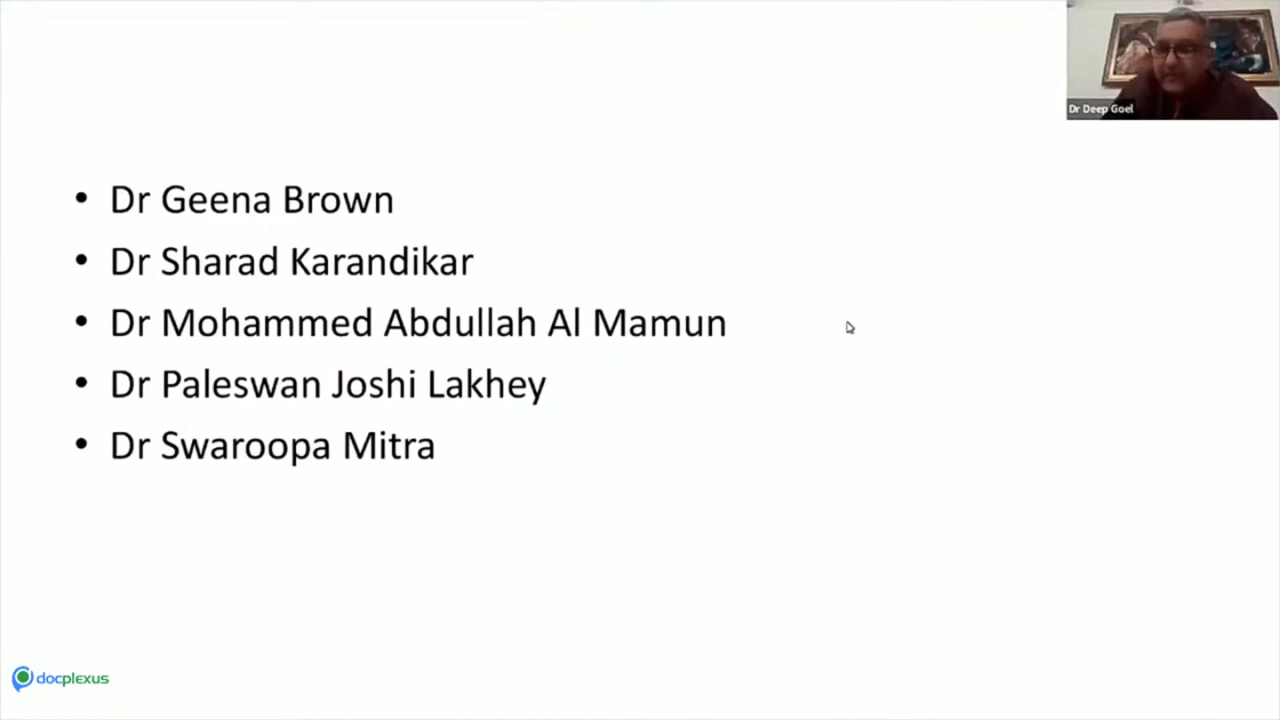 Dr Deep Goel
• Dr Geena Brown
• Dr Sharad Karandikar
• Dr Mohammed Abdullah Al Mamun
• Dr Paleswan Joshi Lakhey
• Dr Swaroopa Mitra
docplexus